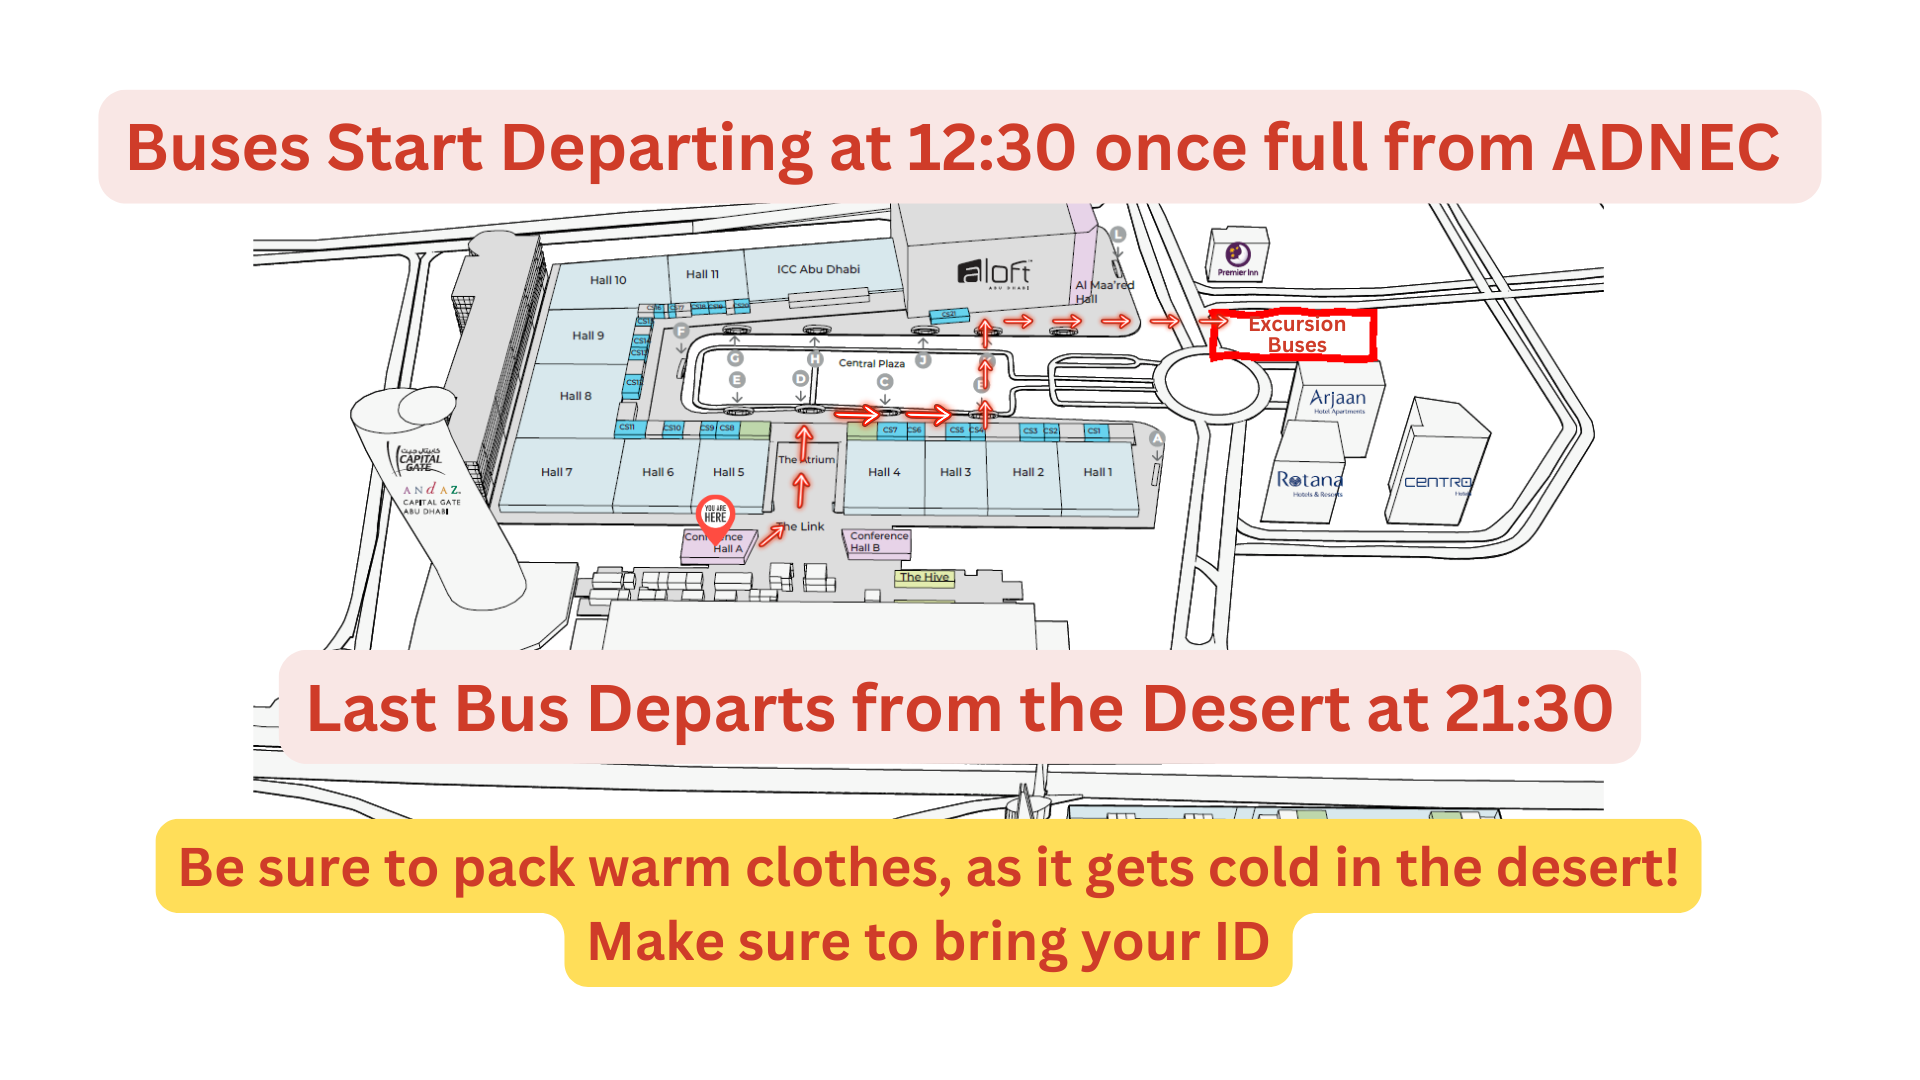 Buses Start Departing at 12:30 once full from ADNEC
L
Premier Inn
Hall 10
Hall 11
ICC Abu Dhabi
aloft
ABU DHABI
Al Maa'red
Hall
CS21
Excursion
Buses
F
Hall 9
G
H
J
Central Plaza
E
D
C
Hall 8
Arjaan
Hotel Apartments
CS11
CS10
CS9
CS8
CS7
CS6
CS5
CS4
CS3
CS2
CS1
A
كابيتال جيت
CAPITAL
GATE
ANdAZ.
CAPITAL GATE
ABU DHABI
Hall 7
Hall 6
Hall 5
The Atrium
Hall 4
Hall 3
Hall 2
Hall 1
Rotana
Hotels & Resorts
CENTRO
YOU ARE
HERE
The Link
Conference
Hall A
Conference
Hall B
The Hive
Last Bus Departs from the Desert at 21:30
Be sure to pack warm clothes, as it gets cold in the desert!
Make sure to bring your ID